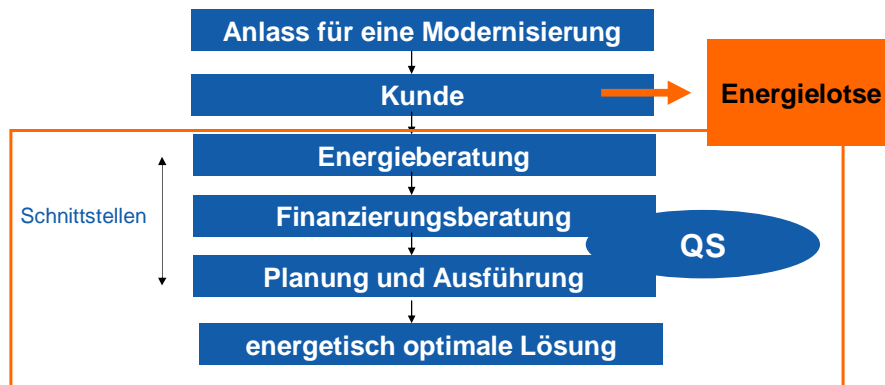 Anlass für eine Modernisierung
Kunde
Energielotse
Energieberatung
Schnittstellen
Finanzierungsberatung
QS
Planung und Ausführung
energetisch optimale Lösung